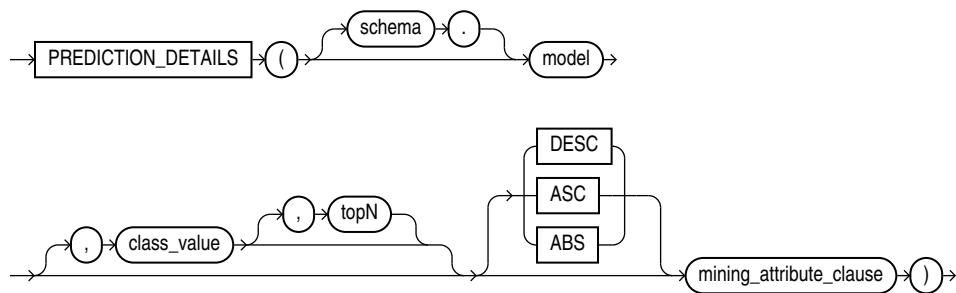 schema .
PREDICTION_DETAILS ( model
DESC
, topN ASC
, class_value ABS
mining_attribute_clause )